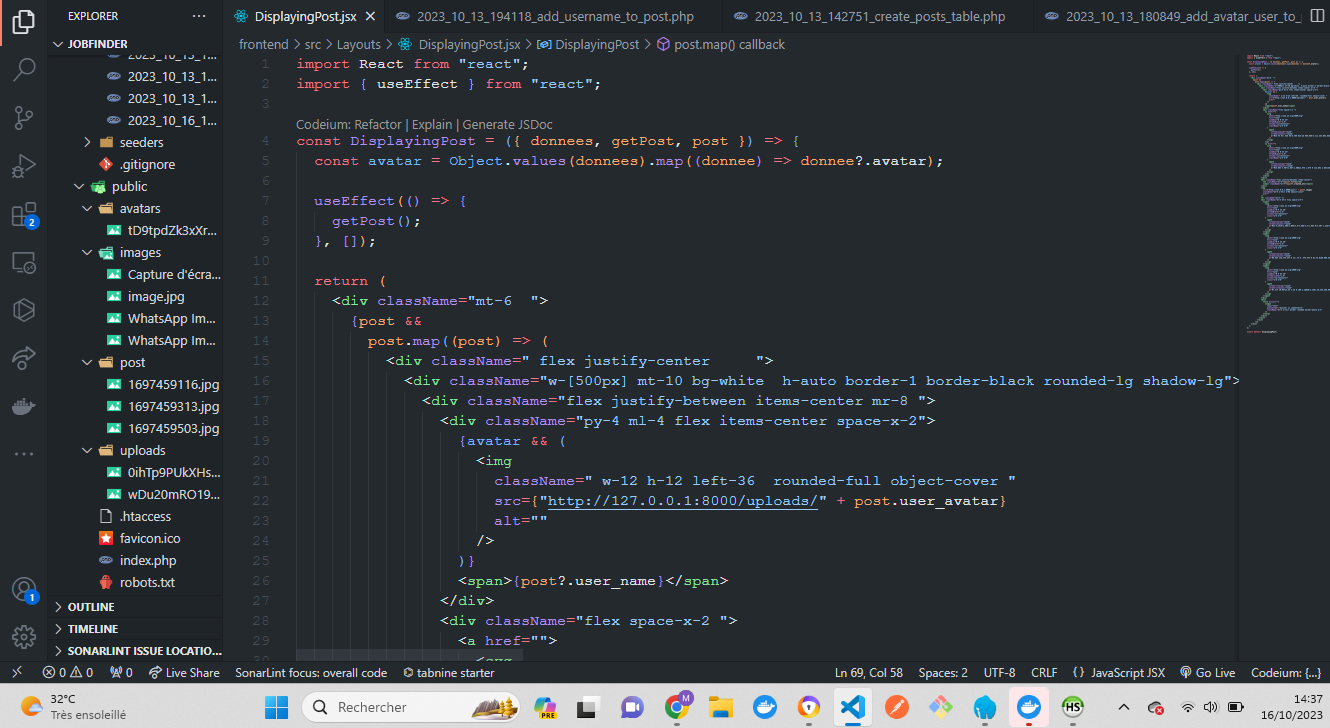 EXPLORER
JOBFINDER
2023_10_13_1...
2023_10_13_1...
2023_10_13_1...
2023_10_16_1...
seeders
.gitignore
public
avatars
tD9tpdZk3xXr...
images
Capture d'écra...
image.jpg
WhatsApp Im...
WhatsApp Im...
post
1697459116.jpg
1697459313.jpg
1697459503.jpg
uploads
0ihTp9PUkXHs...
wDu20mRO19...
.htaccess
favicon.ico
index.php
robots.txt
OUTLINE
TIMELINE
SONARLINT ISSUE LOCATIO...
2
1
DisplayingPost.jsx
2023_10_13_194118_add_username_to_post.php
2023_10_13_142751_create_posts_table.php
2023_10_13_180849_add_avatar_user_to_
frontend > src > Layouts > DisplayingPost.jsx > DisplayingPost > post.map() callback
1 import React from "react";
2 import { useEffect } from "react";
3
Codeium: Refactor | Explain | Generate JSDoc
4 const DisplayingPost = ({ donnees, getPost, post }) => {
5 const avatar = Object.values(donnees).map((donnee) => donnee?.avatar);
6
7 useEffect(() => {
8 getPost();
9 }, []);
10
11 return (
12 <div className="mt-6  ">
13 {post &&
14 post.map((post) => (
15 <div className=" flex justify-center     ">
16 <div className="w-[500px] mt-10 bg-white  h-auto border-1 border-black rounded-lg shadow-lg">
17 <div className="flex justify-between items-center mr-8 ">
18 <div className="py-4 ml-4 flex items-center space-x-2">
19 {avatar && (
20 <img
21 className=" w-12 h-12 left-36  rounded-full object-cover "
22 src={"http://127.0.0.1:8000/uploads/" + post.user_avatar}
23 alt=""
24 />
25 )}
26 <span>{post?.user_name}</span>
27 </div>
28 <div className="flex space-x-2 ">
29 <a href="">
30 <svg
0 0 0 Live Share SonarLint focus: overall code tabnine starter Ln 69, Col 58 Spaces: 2 UTF-8 CRLF {} JavaScript JSX Go Live Codeium: {...}
32°C
Très ensoleillé
Rechercher
PRE
M
HS
14:37
16/10/2023